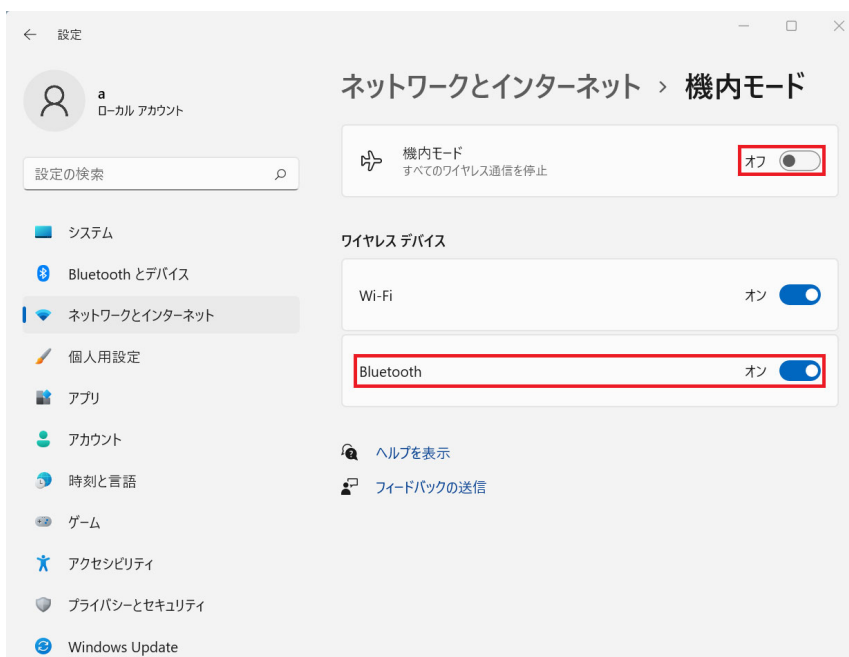 設定
a
ローカル アカウント
設定の検索
システム
Bluetooth とデバイス
ネットワークとインターネット
個人用設定
アプリ
アカウント
時刻と言語
ゲーム
アクセシビリティ
プライバシーとセキュリティ
Windows Update
ネットワークとインターネット › 機内モード
機内モード
すべてのワイヤレス通信を停止
オフ
ワイヤレス デバイス
Wi-Fi オン
Bluetooth オン
ヘルプを表示
フィードバックの送信